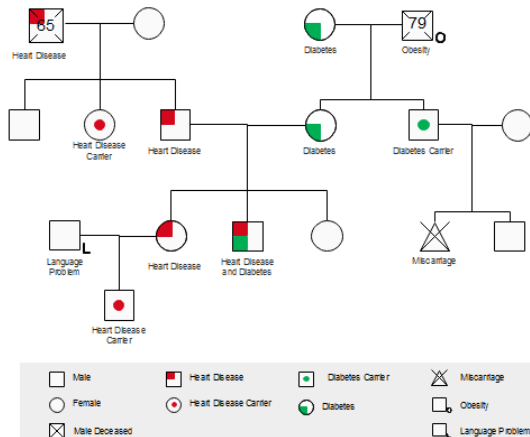 65
79
O
Heart Disease
Diabetes
Obesity
Heart Disease
Carrier
Heart Disease
Diabetes
Diabetes Carrier
L
Language
Problem
Heart Disease
Heart Disease
and Diabetes
Miscarriage
Heart Disease
Carrier
Male
Heart Disease
Diabetes Carrier
Miscarriage
Female
Heart Disease Carrier
Diabetes
O
Obesity
Male Deceased
L
Language Problem